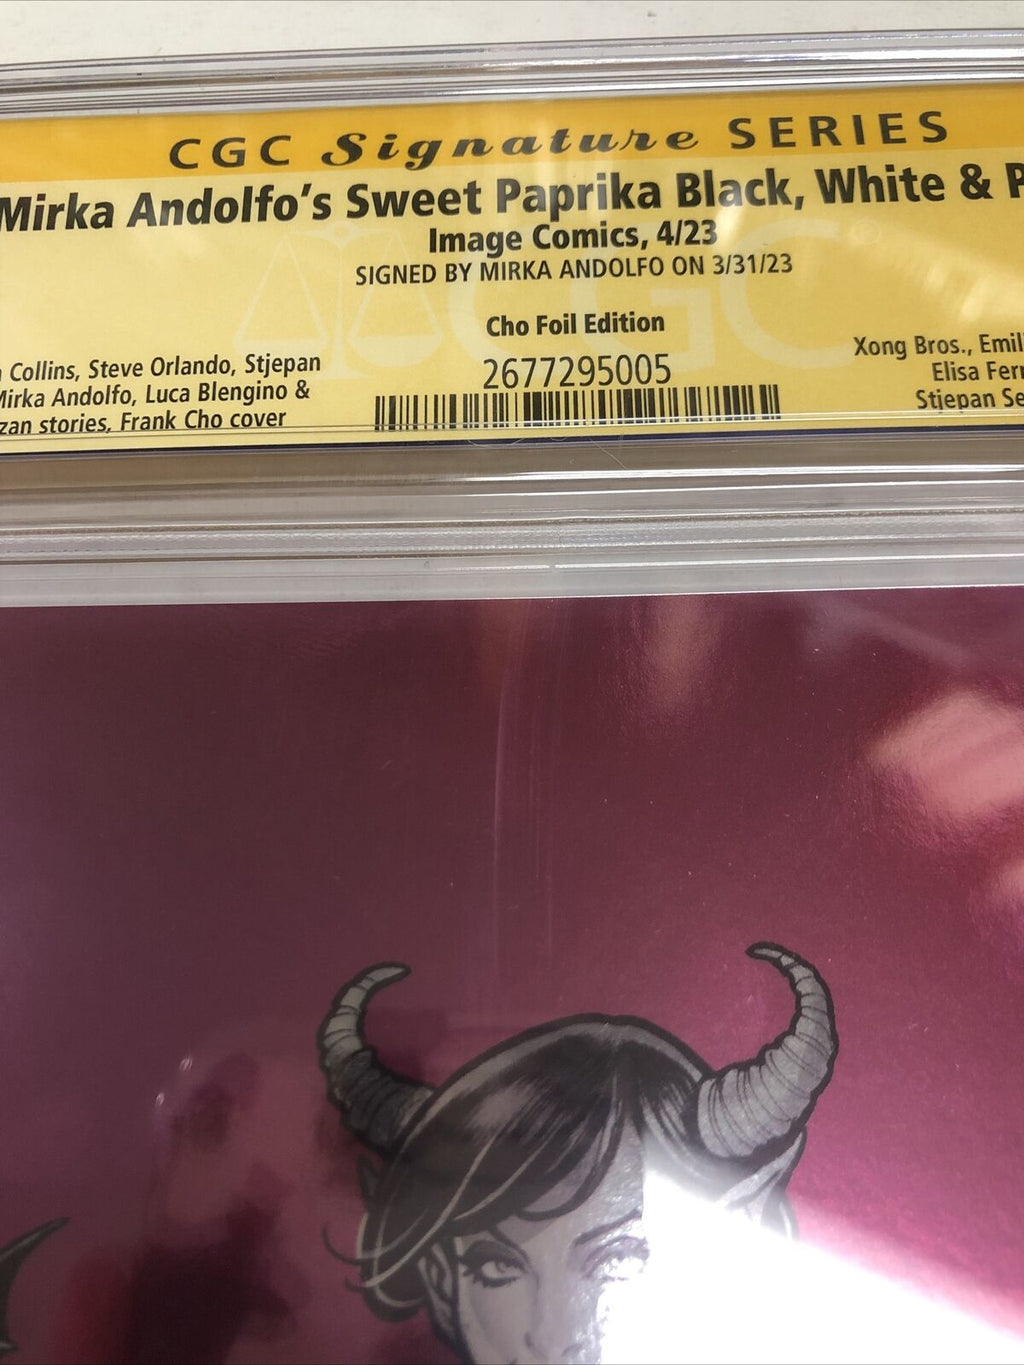 CGC Signature SERIES
Mirka Andolfo's Sweet Paprika Black, White & P
Image Comics, 4/23
SIGNED BY MIRKA ANDOLFO ON 3/31/23
Cho Foil Edition
2677295005
Collins, Steve Orlando, Stjepan
Mirka Andolfo, Luca Blengino &
zan stories, Frank Cho cover
Xong Bros., Emil
Elisa Ferr
Stjepan Se
CGC